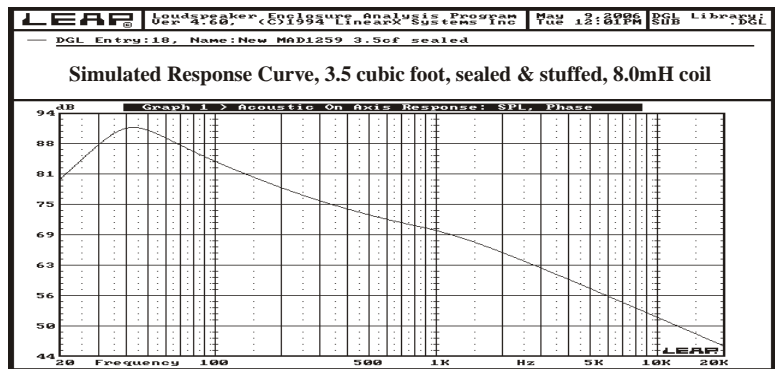 LEAP Loudspeaker Enclosure Analysis Program May 9,2006 DGL Library:
Ver 4.60, (C)1994 LinearX Systems Inc Tue 12:01PM SUB .DGL
DGL Entry:18, Name:New MAD1259 3.5cf sealed
Simulated Response Curve, 3.5 cubic foot, sealed & stuffed, 8.0mH coil
dB Graph 1 > Acoustic On Axis Response: SPL, Phase
94
88
81
75
69
63
56
50
44
LEAP
20 Frequency 100 500 1K Hz 5K 10K 20K